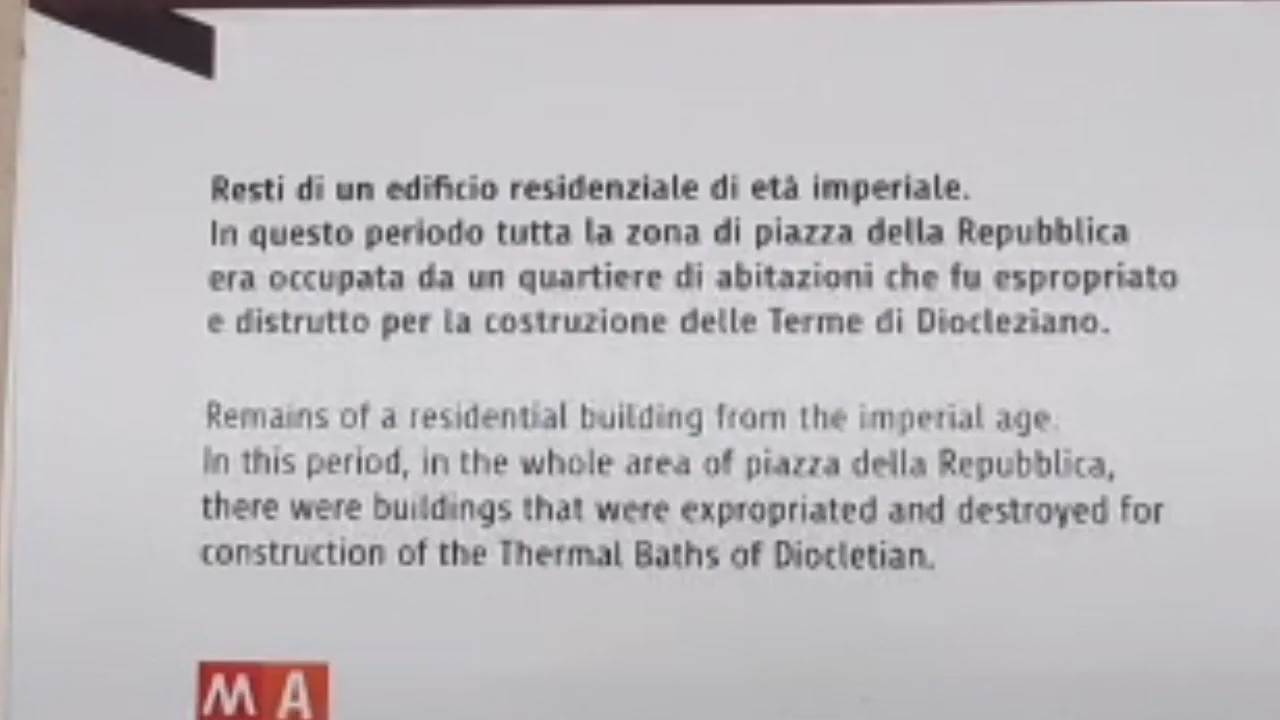 Resti di un edificio residenziale di età imperiale.
In questo periodo tutta la zona di piazza della Repubblica
era occupata da un quartiere di abitazioni che fu espropriato
e distrutto per la costruzione delle Terme di Diocleziano.
Remains of a residential building from the imperial age.
In this period, in the whole area of piazza della Repubblica,
there were buildings that were expropriated and destroyed for
construction of the Thermal Baths of Diocletian.
M A